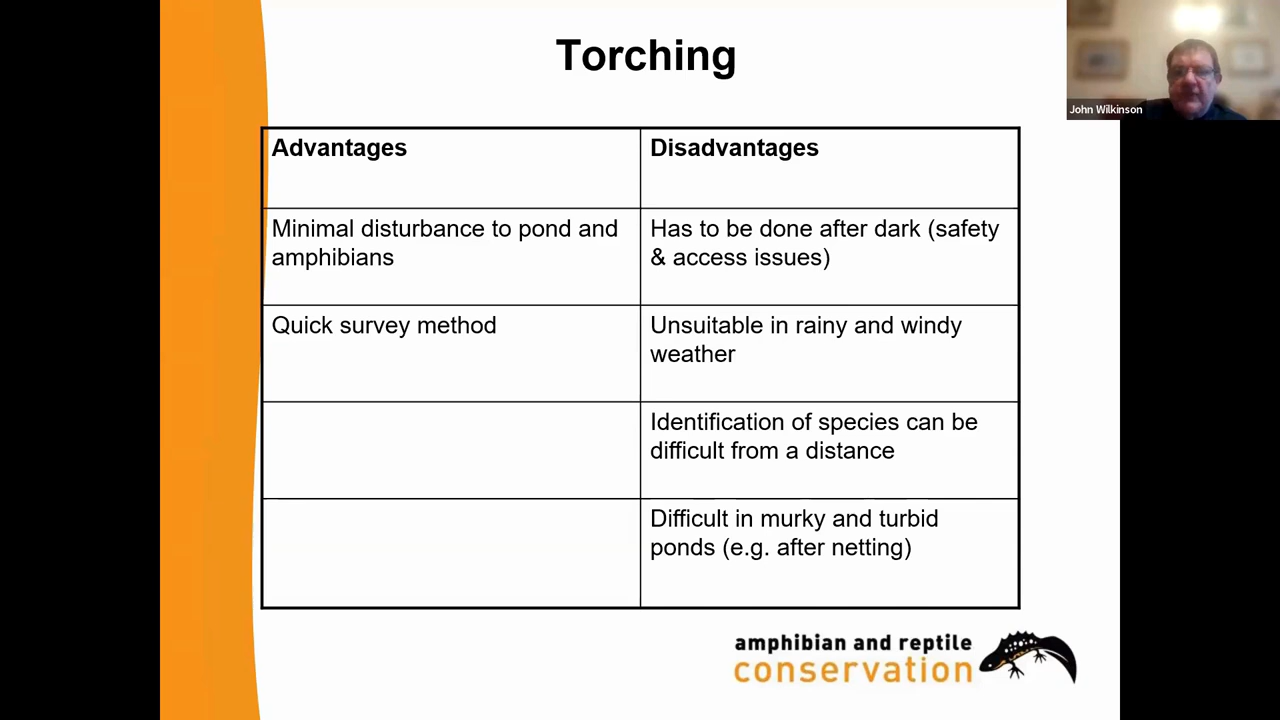 Torching
John Wilkinson
Advantages
Disadvantages
Minimal disturbance to pond and
amphibians
Has to be done after dark (safety
& access issues)
Quick survey method
Unsuitable in rainy and windy
weather
Identification of species can be
difficult from a distance
Difficult in murky and turbid
ponds (e.g. after netting)
amphibian and reptile
conservation